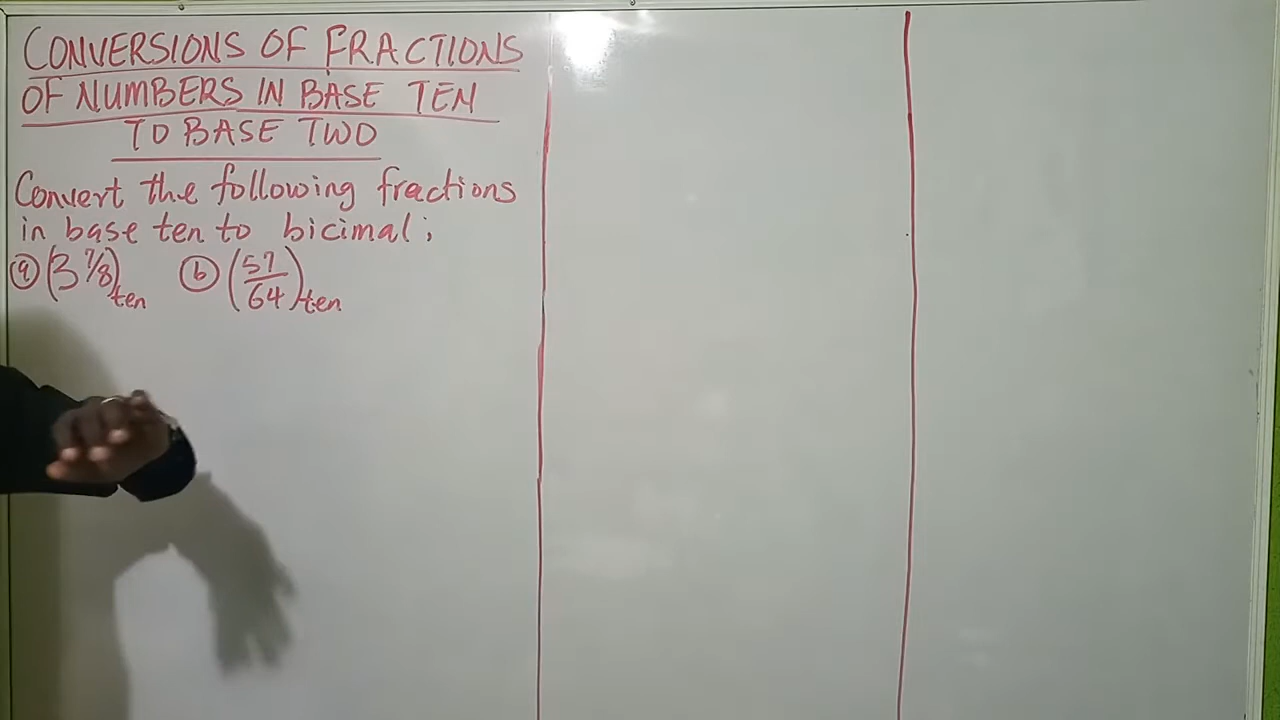 CONVERSIONS OF FRACTIONS
OF NUMBERS IN BASE TEN
TO BASE TWO
Convert the following fractions
in base ten to bicimal;
(a) (3 7/8)ten (b) (57/64)ten